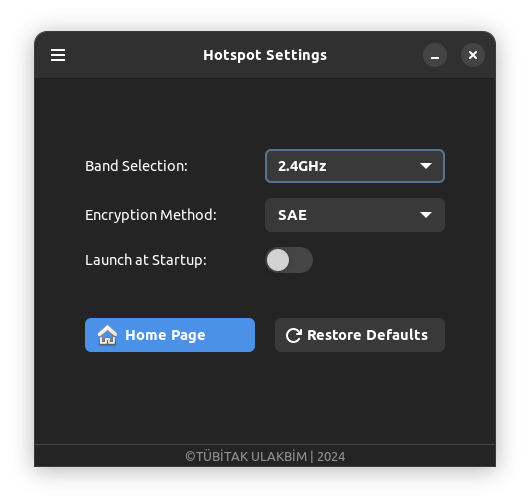 Hotspot Settings
Band Selection: 2.4GHz
Encryption Method: SAE
Launch at Startup:
Home Page Restore Defaults
©TÜBİTAK ULAKBİM | 2024